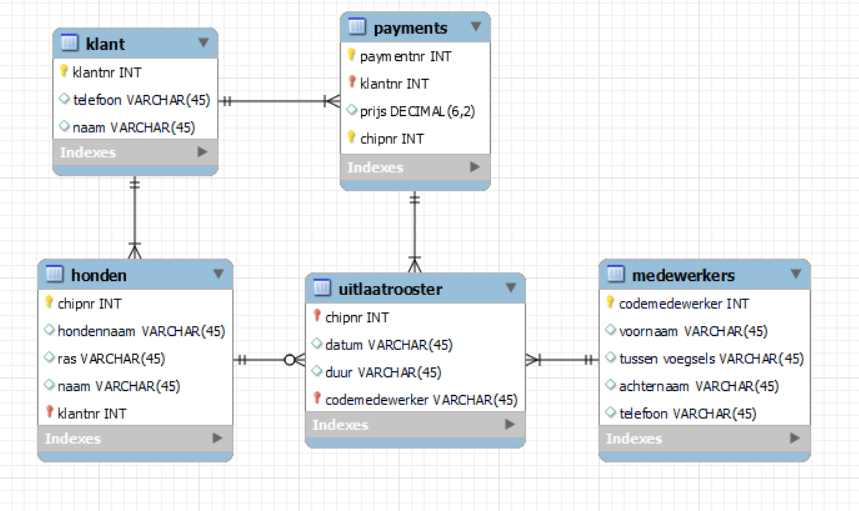 klant
klantnr INT
telefoon VARCHAR(45)
naam VARCHAR(45)
Indexes
payments
paymentnr INT
klantnr INT
prijs DECIMAL(6,2)
chipnr INT
Indexes
honden
chipnr INT
hondennaam VARCHAR(45)
ras VARCHAR(45)
naam VARCHAR(45)
klantnr INT
Indexes
uitlaatrooster
chipnr INT
datum VARCHAR(45)
duur VARCHAR(45)
codemedewerker VARCHAR(45)
Indexes
medewerkers
codemedewerker INT
voornaam VARCHAR(45)
tussen voegsels VARCHAR(45)
achternaam VARCHAR(45)
telefoon VARCHAR(45)
Indexes